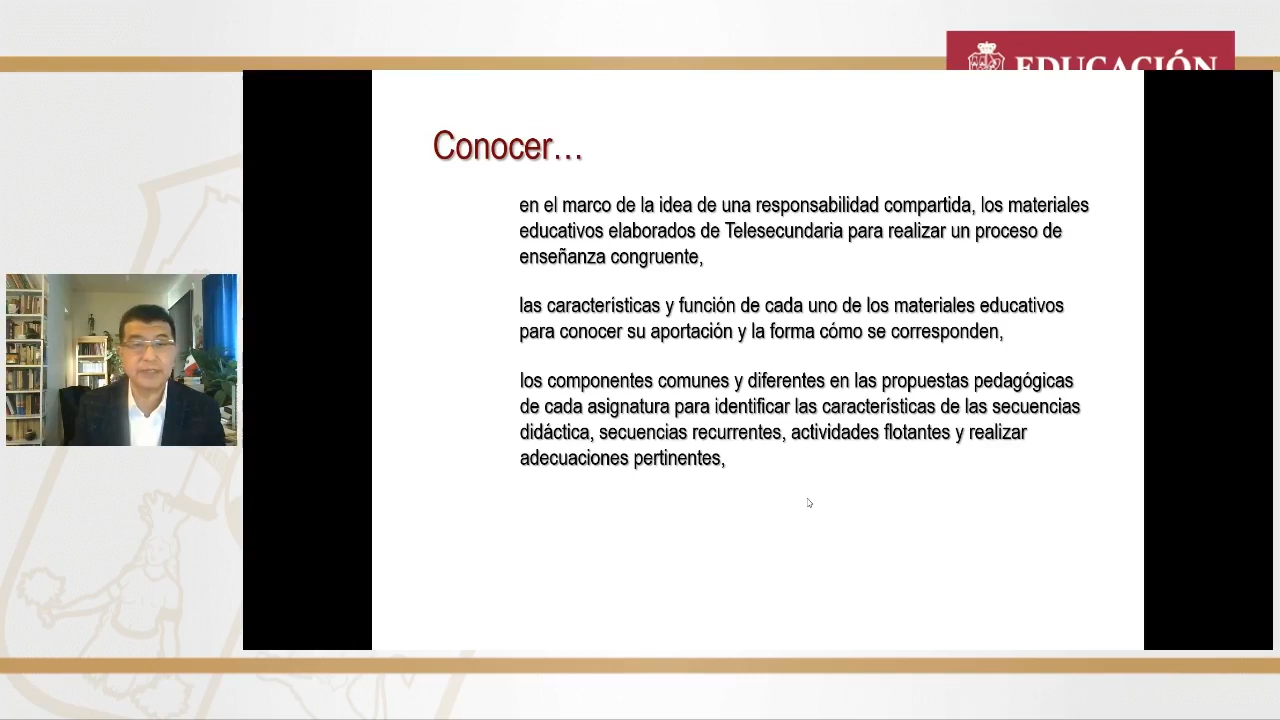 EDUCACIÓN
Conocer…
en el marco de la idea de una responsabilidad compartida, los materiales
educativos elaborados de Telesecundaria para realizar un proceso de
enseñanza congruente,
las características y función de cada uno de los materiales educativos
para conocer su aportación y la forma cómo se corresponden,
los componentes comunes y diferentes en las propuestas pedagógicas
de cada asignatura para identificar las características de las secuencias
didáctica, secuencias recurrentes, actividades flotantes y realizar
adecuaciones pertinentes,